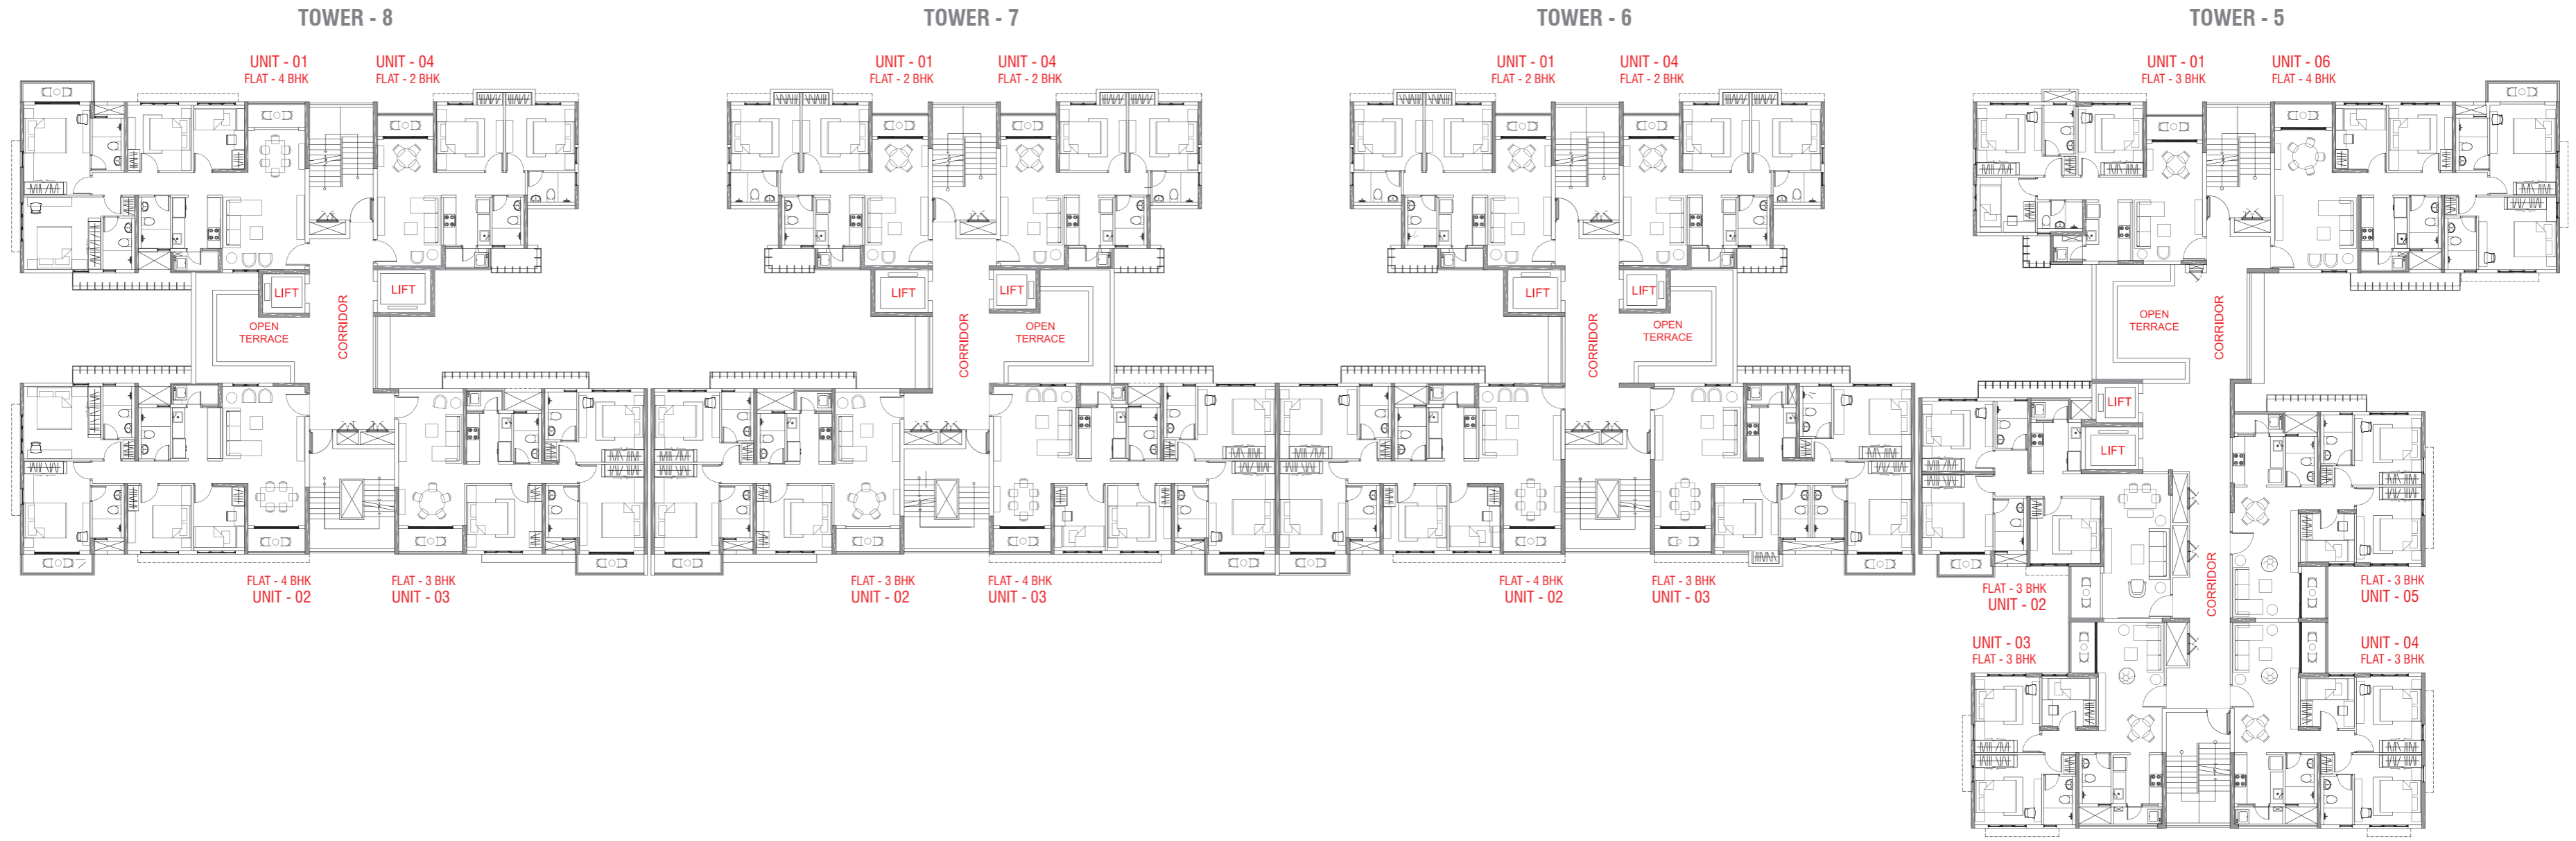 TOWER - 8
TOWER - 7
TOWER - 6
TOWER - 5
UNIT - 01
FLAT - 4 BHK
UNIT - 04
FLAT - 2 BHK
UNIT - 01
FLAT - 2 BHK
UNIT - 04
FLAT - 2 BHK
UNIT - 01
FLAT - 2 BHK
UNIT - 04
FLAT - 2 BHK
UNIT - 01
FLAT - 3 BHK
UNIT - 06
FLAT - 4 BHK
LIFT
LIFT
OPEN
TERRACE
CORRIDOR
LIFT
LIFT
OPEN
TERRACE
CORRIDOR
LIFT
LIFT
OPEN
TERRACE
CORRIDOR
OPEN
TERRACE
CORRIDOR
LIFT
LIFT
FLAT - 4 BHK
UNIT - 02
FLAT - 3 BHK
UNIT - 03
FLAT - 3 BHK
UNIT - 02
FLAT - 4 BHK
UNIT - 03
FLAT - 4 BHK
UNIT - 02
FLAT - 3 BHK
UNIT - 03
FLAT - 3 BHK
UNIT - 02
CORRIDOR
FLAT - 3 BHK
UNIT - 05
UNIT - 03
FLAT - 3 BHK
UNIT - 04
FLAT - 3 BHK